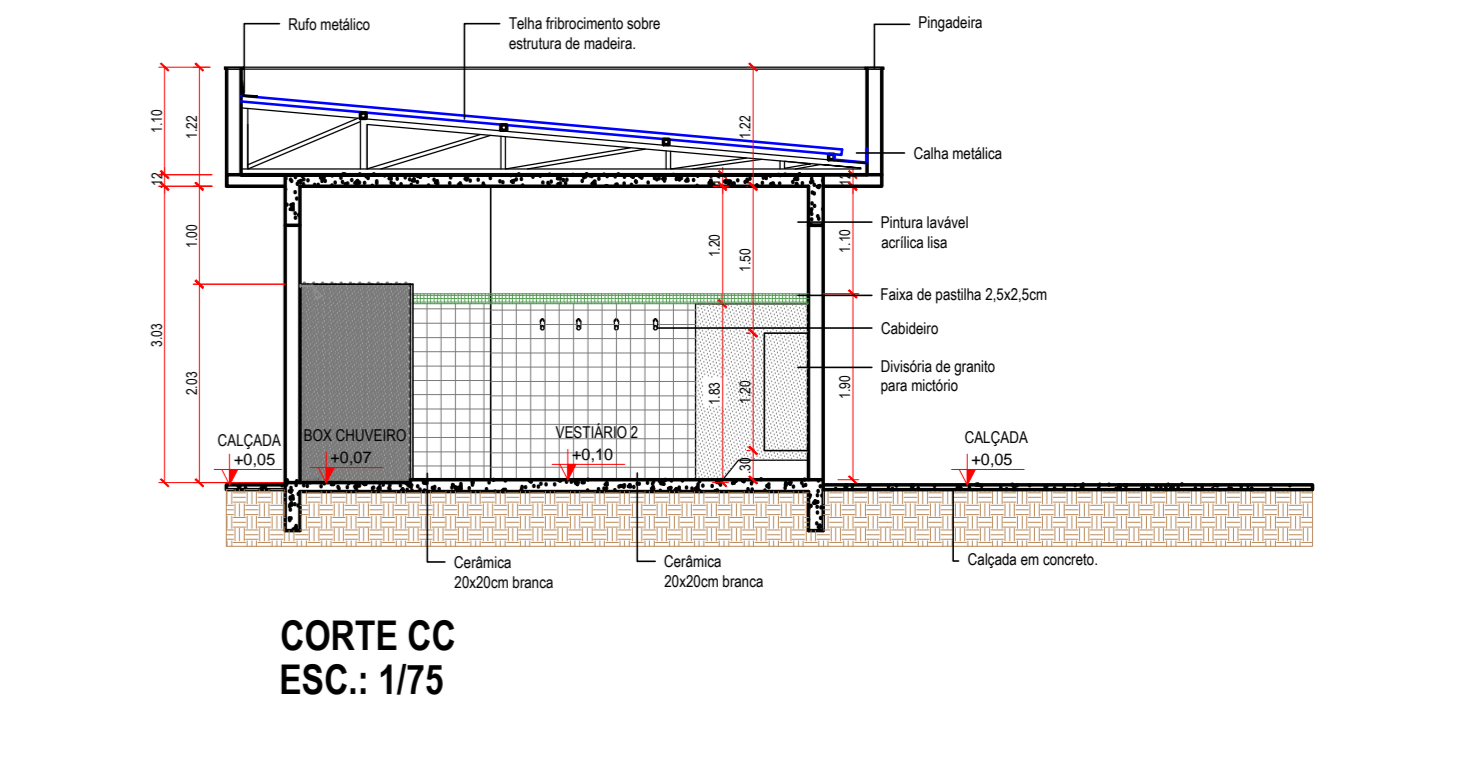 Rufo metálico
Telha fribrocimento sobre
estrutura de madeira.
Pingadeira
1.10
1.22
1.22
Calha metálica
12
12
1.00
1.20
1.50
1.10
Pintura lavável
acrílica lisa
Faixa de pastilha 2,5x2,5cm
Cabideiro
3.03
2.03
1.83
1.20
1.90
Divisória de granito
para mictório
CALÇADA
+0,05
BOX CHUVEIRO
+0,07
VESTIÁRIO 2
+0,10
.30
CALÇADA
+0,05
Cerâmica
20x20cm branca
Cerâmica
20x20cm branca
Calçada em concreto.
CORTE CC
ESC.: 1/75